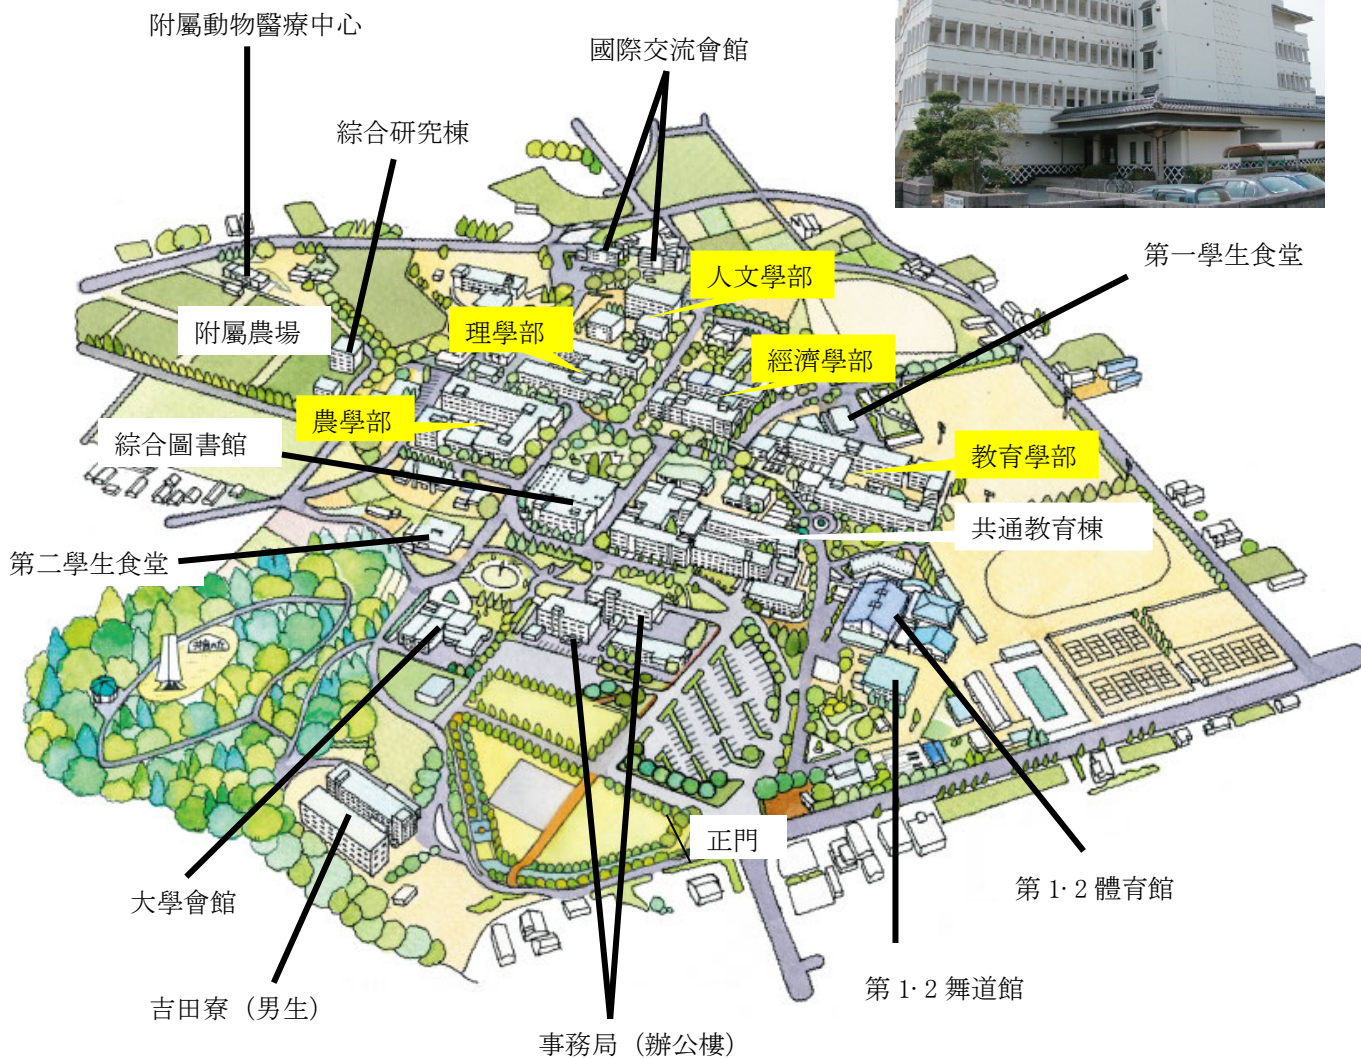 附屬動物醫療中心
國際交流會館
綜合研究棟
第一學生食堂
人文學部
附屬農場
理學部
經濟學部
農學部
綜合圖書館
教育學部
共通教育棟
第二學生食堂
正門
大學會館
第 1·2 體育館
第 1·2 舞道館
吉田寮（男生）
事務局（辦公樓）